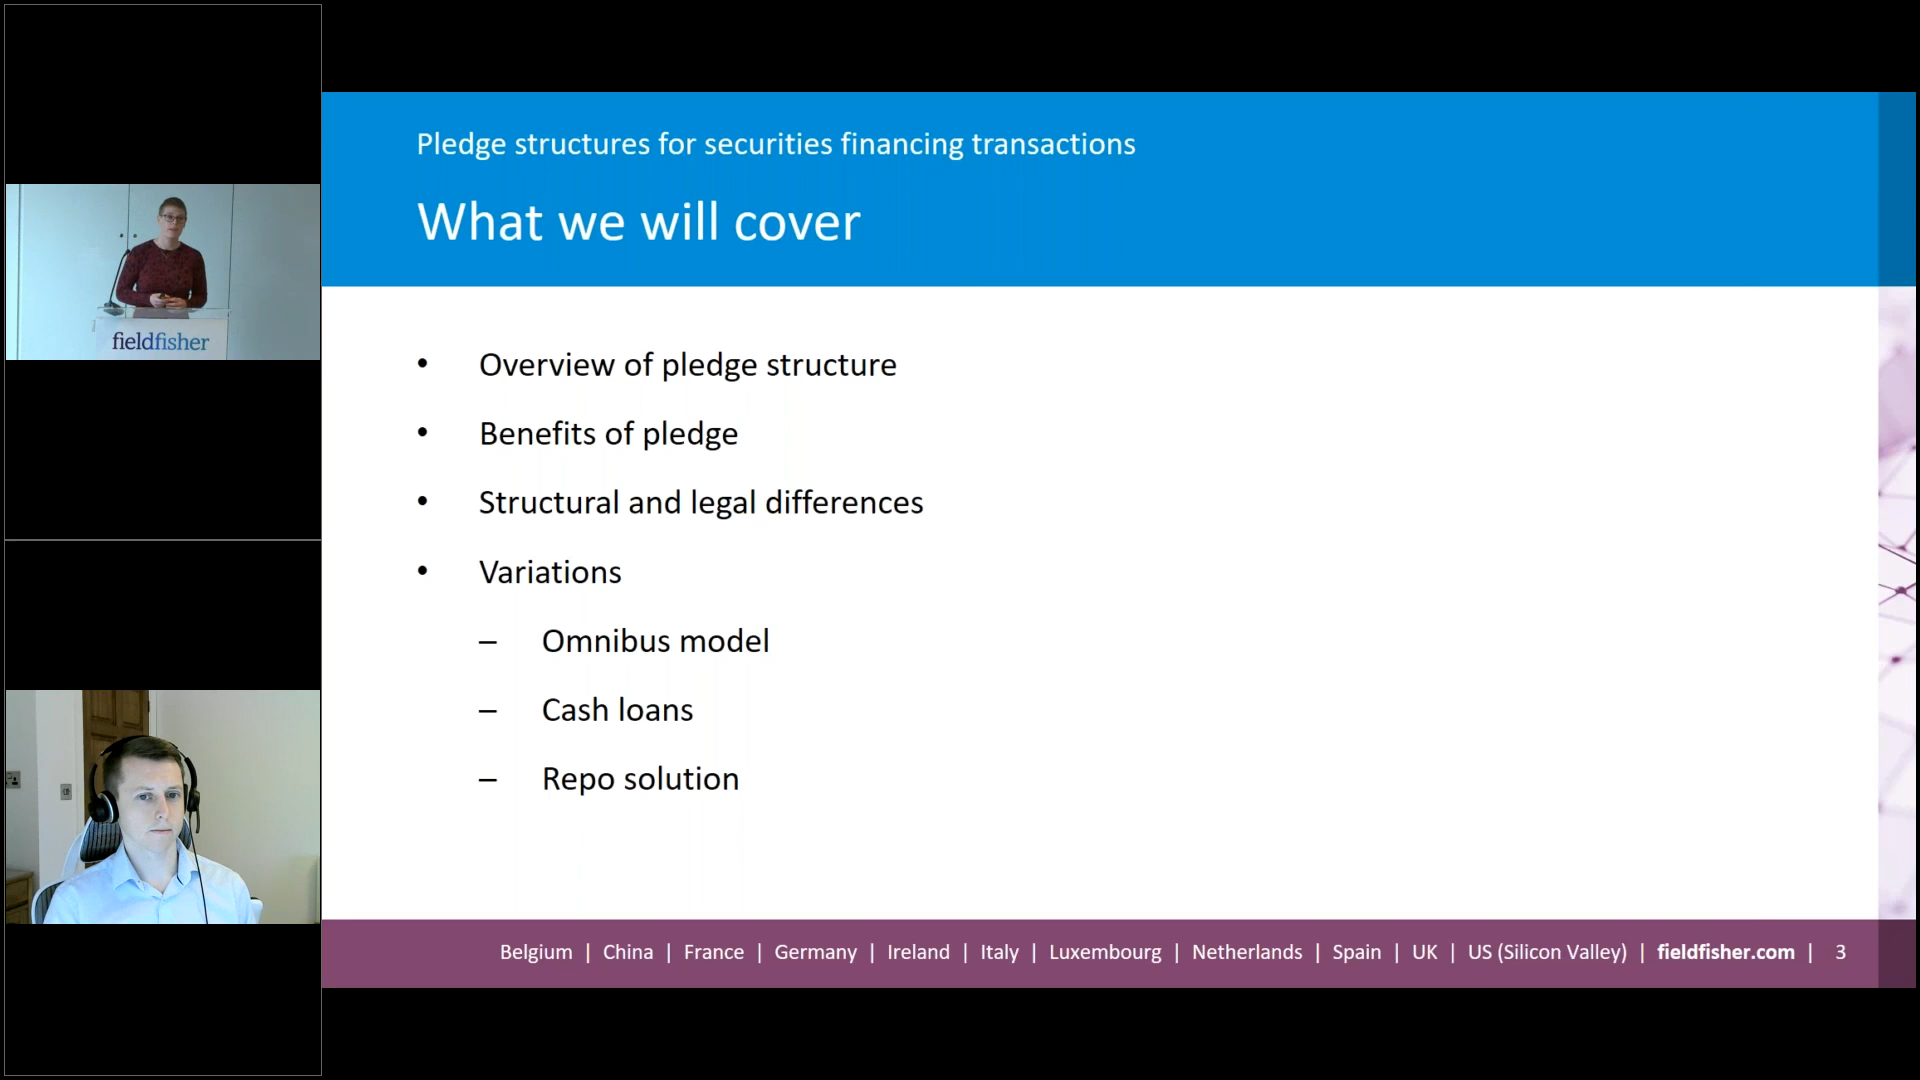 fieldfisher
Pledge structures for securities financing transactions
What we will cover
• Overview of pledge structure
• Benefits of pledge
• Structural and legal differences
• Variations
– Omnibus model
– Cash loans
– Repo solution
Belgium | China | France | Germany | Ireland | Italy | Luxembourg | Netherlands | Spain | UK | US (Silicon Valley) | fieldfisher.com | 3